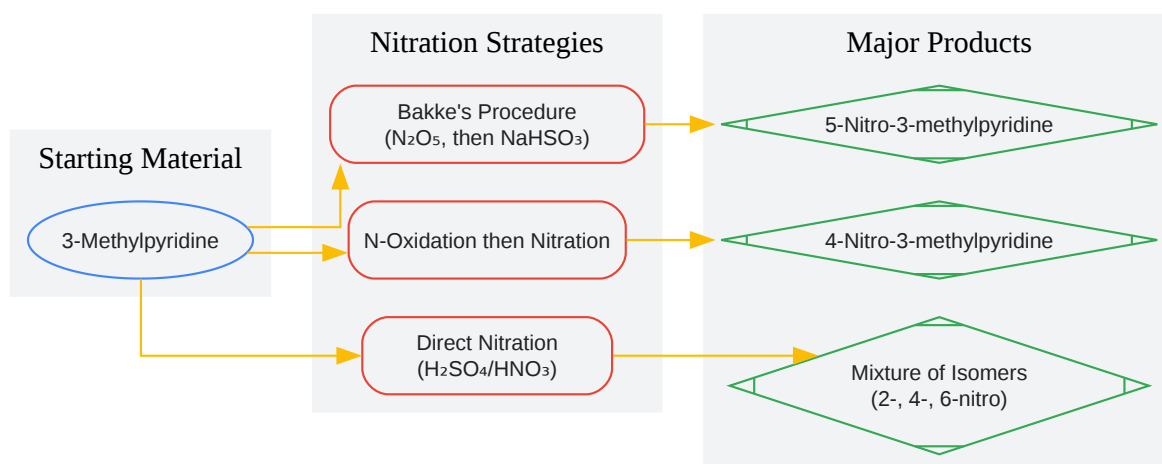 Starting Material
3-Methylpyridine
Nitration Strategies
Bakke's Procedure
(N₂O₅, then NaHSO₃)
N-Oxidation then Nitration
Direct Nitration
(H₂SO₄/HNO₃)
Major Products
5-Nitro-3-methylpyridine
4-Nitro-3-methylpyridine
Mixture of Isomers
(2-, 4-, 6-nitro)